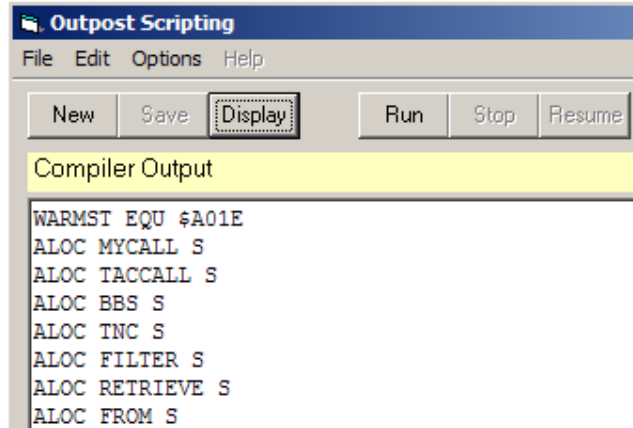 Outpost Scripting
File Edit Options Help
New Save Display Run Stop Resume
Compiler Output
WARMST EQU $A01E
ALOC MYCALL S
ALOC TACCALL S
ALOC BBS S
ALOC TNC S
ALOC FILTER S
ALOC RETRIEVE S
ALOC FROM S